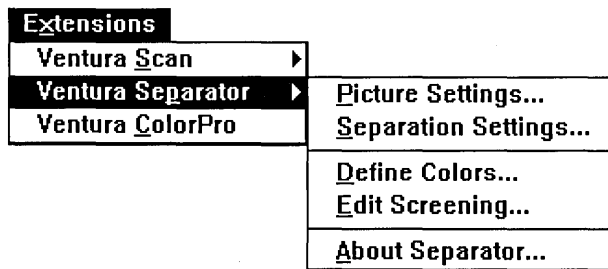 Extensions
Ventura Scan
Ventura Separator
Ventura ColorPro
Picture Settings...
Separation Settings...
Define Colors...
Edit Screening...
About Separator...